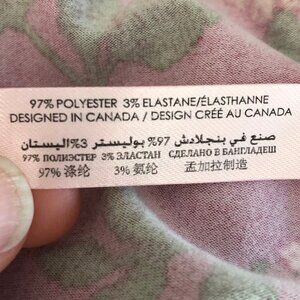 97% POLYESTER 3% ELASTANE/ÉLASTHANNE
DESIGNED IN CANADA / DESIGN CRÉÉ AU CANADA
صنع في بنجلادش 97% بوليستر 3% اليستان
97% ПОЛИЭСТЕР 3% ЭЛАСТАН СДЕЛАНО В БАНГЛАДЕШ
97% 涤纶 3% 氨纶 孟加拉制造